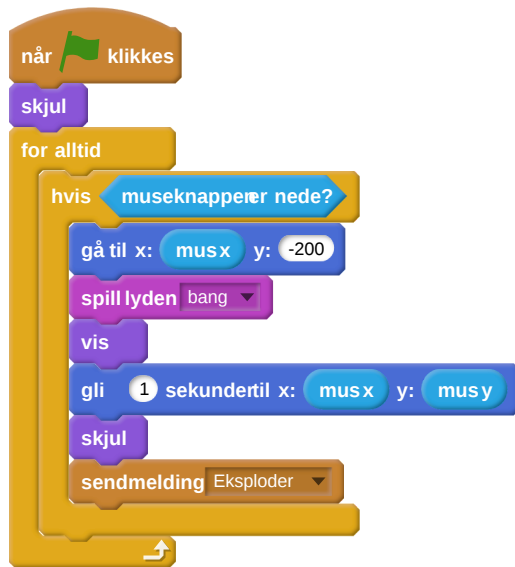 når klikkes
skjul
for alltid
hvis museknappen er nede?
gå til x: mus x y: -200
spill lyden bang
vis
gli 1 sekunder til x: mus x y: mus y
skjul
send melding Eksploder